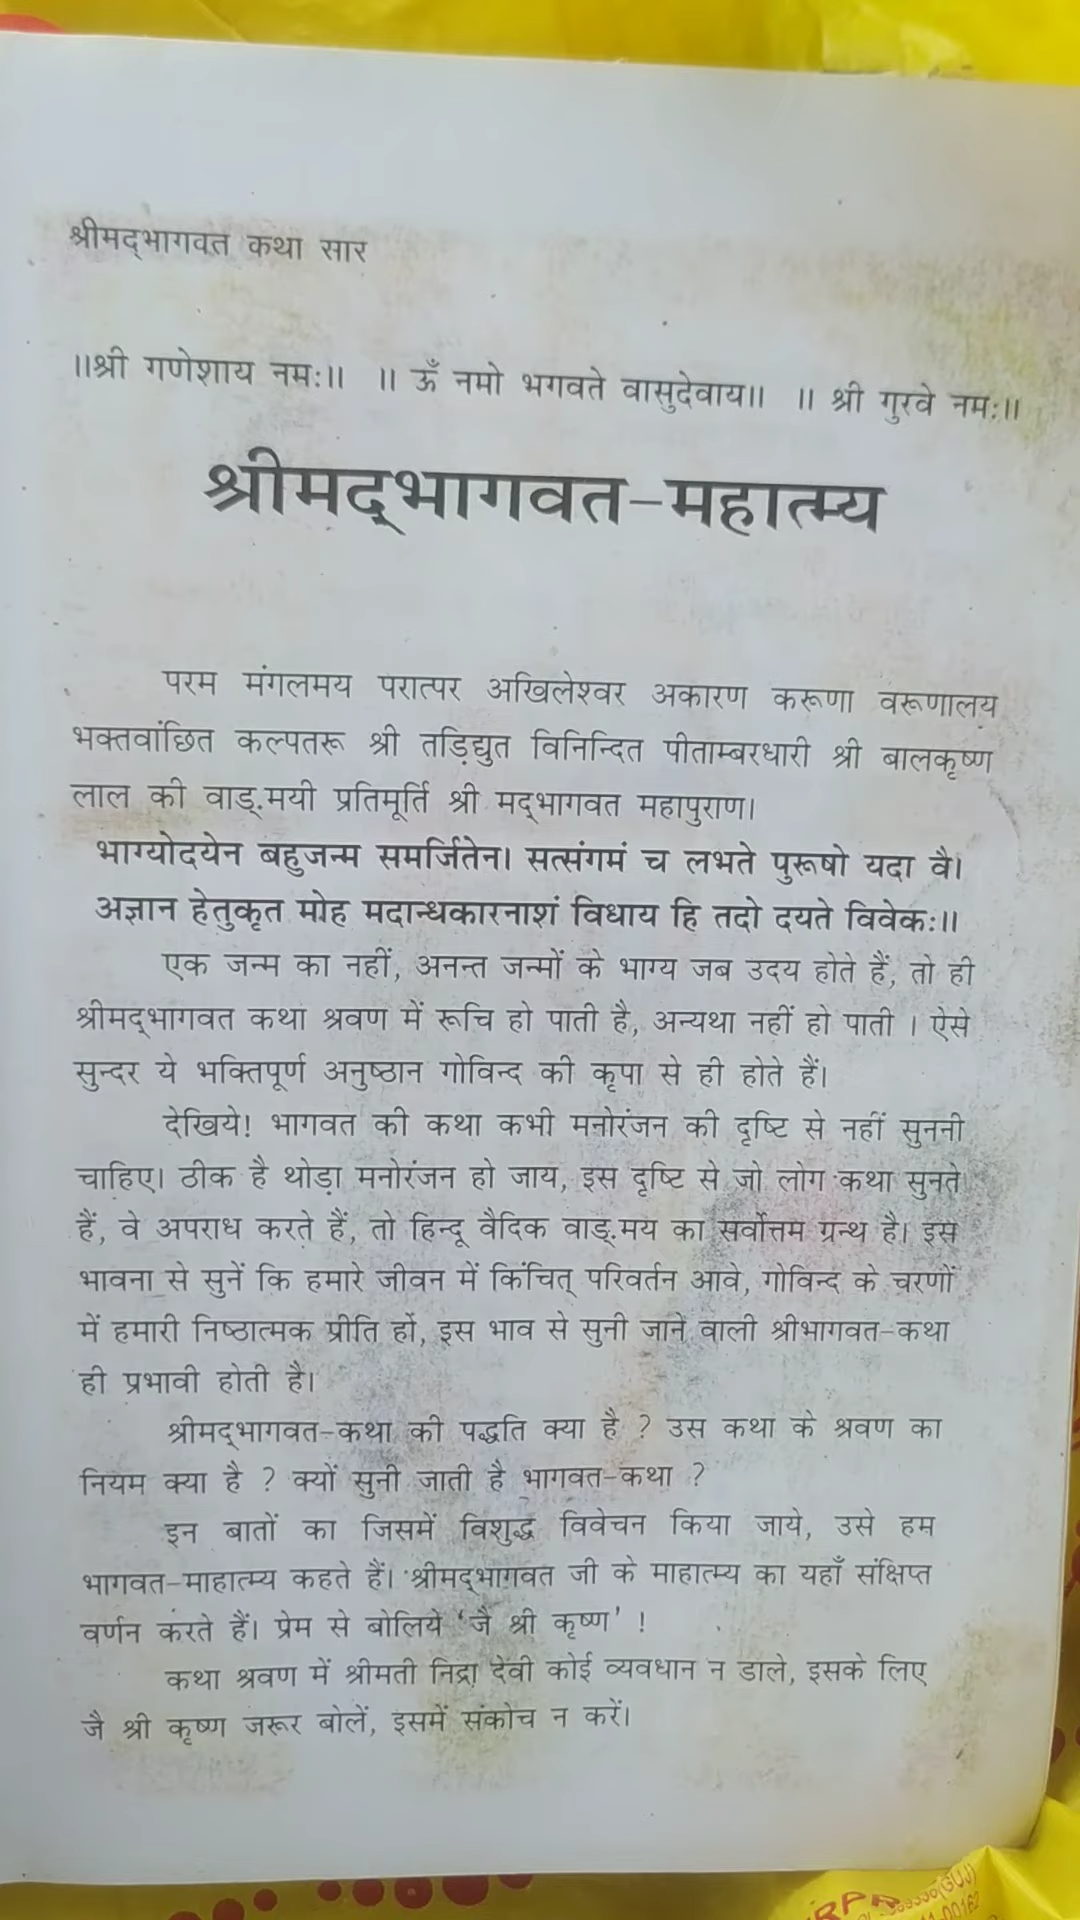 श्रीमद्‌भागवत कथा सार
।।श्री गणेशाय नमः।। ।। ऊँ नमो भगवते वासुदेवाय।। ।। श्री गुरवे नमः।।
श्रीमद्‌भागवत-महात्म्य
परम मंगलमय परात्पर अखिलेश्वर अकारण करूणा वरूणालय
भक्तवांछित कल्पतरू श्री तड़िद्युत विनिन्दित पीताम्बरधारी श्री बालकृष्ण
लाल की वाड्.मयी प्रतिमूर्ति श्री मद्‌भागवत महापुराण।
भाग्योदयेन बहुजन्म समर्जितेन। सत्संगमं च लभते पुरूषो यदा वै।
अज्ञान हेतुकृत मोह मदान्धकारनाशं विधाय हि तदो दयते विवेकः।।
एक जन्म का नहीं, अनन्त जन्मों के भाग्य जब उदय होते हैं, तो ही
श्रीमद्‌भागवत कथा श्रवण में रूचि हो पाती है, अन्यथा नहीं हो पाती । ऐसे
सुन्दर ये भक्तिपूर्ण अनुष्ठान गोविन्द की कृपा से ही होते हैं।
देखिये! भागवत की कथा कभी मनोरंजन की दृष्टि से नहीं सुननी
चाहिए। ठीक है थोड़ा मनोरंजन हो जाय, इस दृष्टि से जो लोग कथा सुनते
हैं, वे अपराध करते हैं, तो हिन्दू वैदिक वाड्.मय का सर्वोत्तम ग्रन्थ है। इस
भावना से सुनें कि हमारे जीवन में किंचित् परिवर्तन आवे, गोविन्द के चरणों
में हमारी निष्ठात्मक प्रीति हों, इस भाव से सुनी जाने वाली श्रीभागवत-कथा
ही प्रभावी होती है।
श्रीमद्‌भागवत-कथा की पद्धति क्या है ? उस कथा के श्रवण का
नियम क्या है ? क्यों सुनी जाती है भागवत-कथा ?
इन बातों का जिसमें विशुद्ध विवेचन किया जाये, उसे हम
भागवत-माहात्म्य कहते हैं। श्रीमद्‌भागवत जी के माहात्म्य का यहाँ संक्षिप्त
वर्णन करते हैं। प्रेम से बोलिये 'जै श्री कृष्ण' !
कथा श्रवण में श्रीमती निद्रा देवी कोई व्यवधान न डाले, इसके लिए
जै श्री कृष्ण जरूर बोलें, इसमें संकोच न करें।